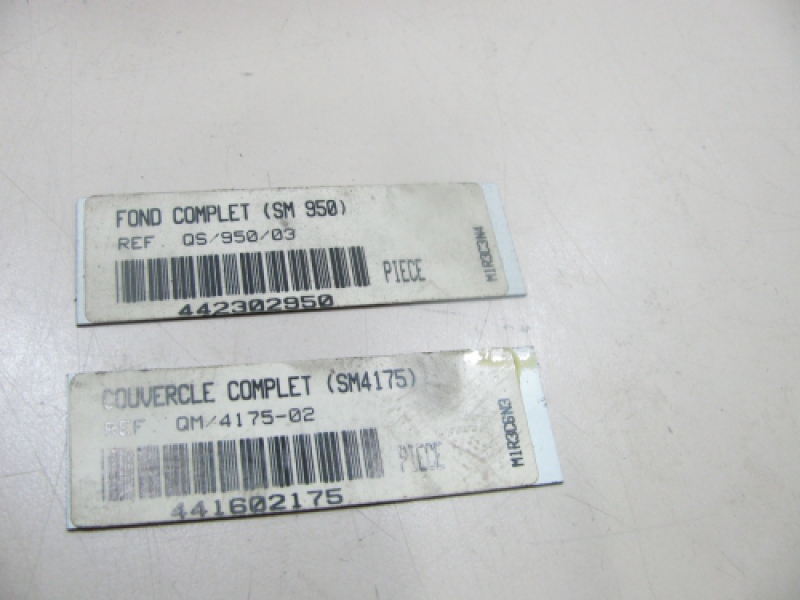 FOND COMPLET (SM 950)
REF QS/950/03
PIECE
442302950
M1R3C3N4
COUVERCLE COMPLET (SM4175)
REF QM/4175-02
PIECE
441602175
M1R3C6N3